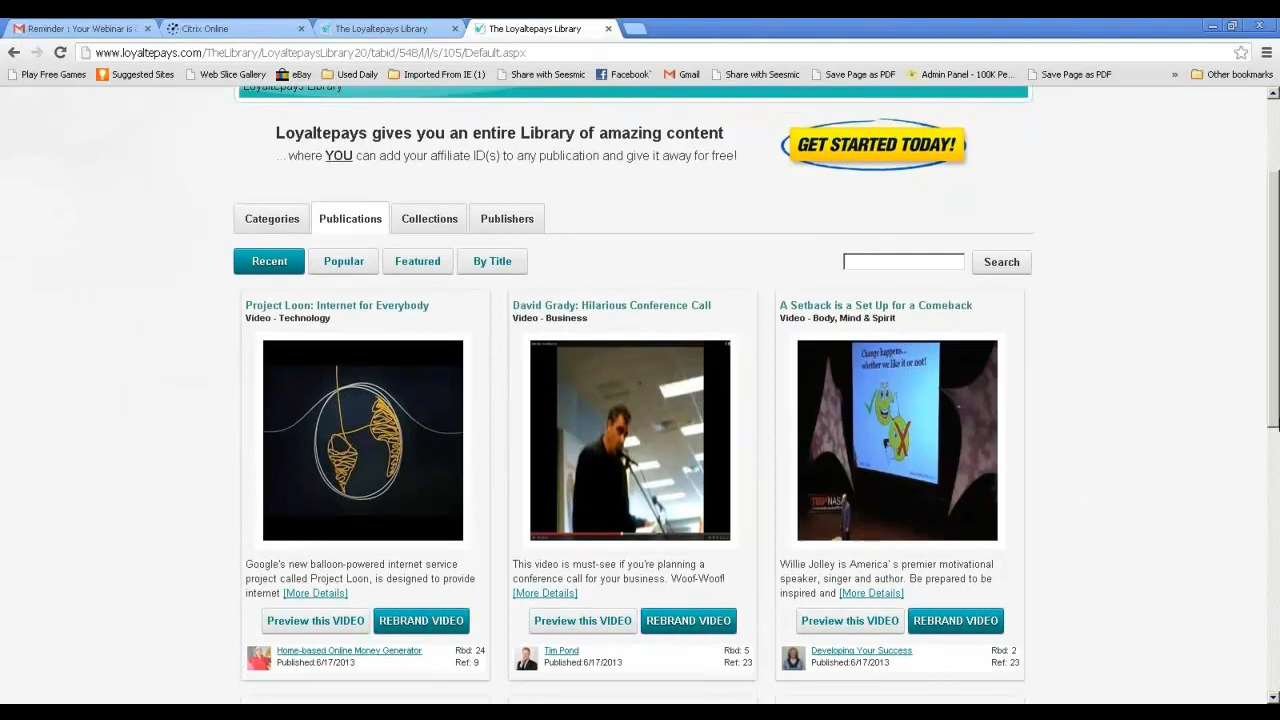 Reminder : Your Webinar is
Citrix Online
The Loyaltepays Library
The Loyaltepays Library
www.loyaltepays.com/TheLibrary/LoyaltepaysLibrary20/tabid/548/l/l/s/105/Default.aspx
Play Free Games
Suggested Sites
Web Slice Gallery
eBay
Used Daily
Imported From IE (1)
Share with Seesmic
Facebook
Gmail
Share with Seesmic
Save Page as PDF
Admin Panel - 100K Pe...
Save Page as PDF
»
Other bookmarks
Loyaltepays Library
Loyaltepays gives you an entire Library of amazing content
... where YOU can add your affiliate ID(s) to any publication and give it away for free!
GET STARTED TODAY!
Categories
Publications
Collections
Publishers
Recent
Popular
Featured
By Title
Search
Project Loon: Internet for Everybody
Video - Technology
Google's new balloon-powered internet service
project called Project Loon, is designed to provide
internet [More Details]
Preview this VIDEO
REBRAND VIDEO
Home-based Online Money Generator
Rbd: 24
Published:6/17/2013
Ref: 9
David Grady: Hilarious Conference Call
Video - Business
This video is must-see if you're planning a
conference call for your business. Woof-Woof!
[More Details]
Preview this VIDEO
REBRAND VIDEO
Tim Pond
Rbd: 5
Published:6/17/2013
Ref: 23
A Setback is a Set Up for a Comeback
Video - Body, Mind & Spirit
Change happens...
whether we like it or not!
Willie Jolley is America' s premier motivational
speaker, singer and author. Be prepared to be
inspired and [More Details]
Preview this VIDEO
REBRAND VIDEO
Developing Your Success
Rbd: 2
Published:6/17/2013
Ref: 23